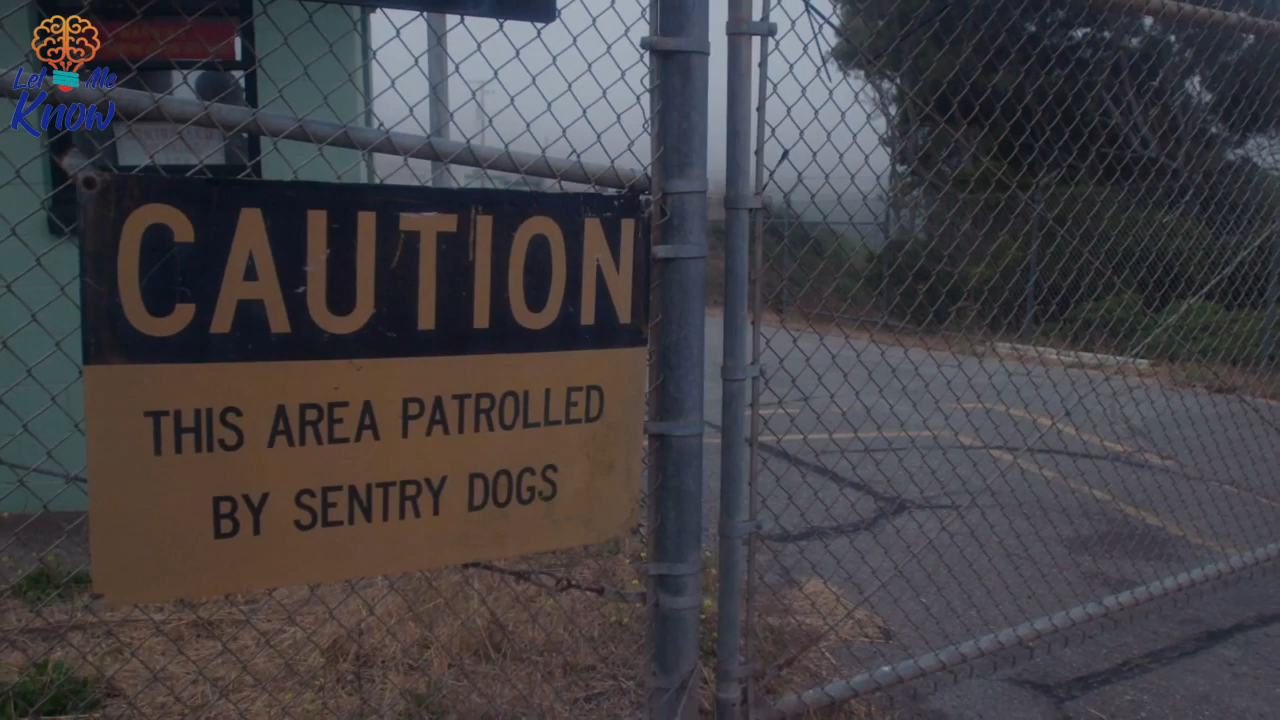 Let Me
Know
CAUTION
THIS AREA PATROLLED
BY SENTRY DOGS